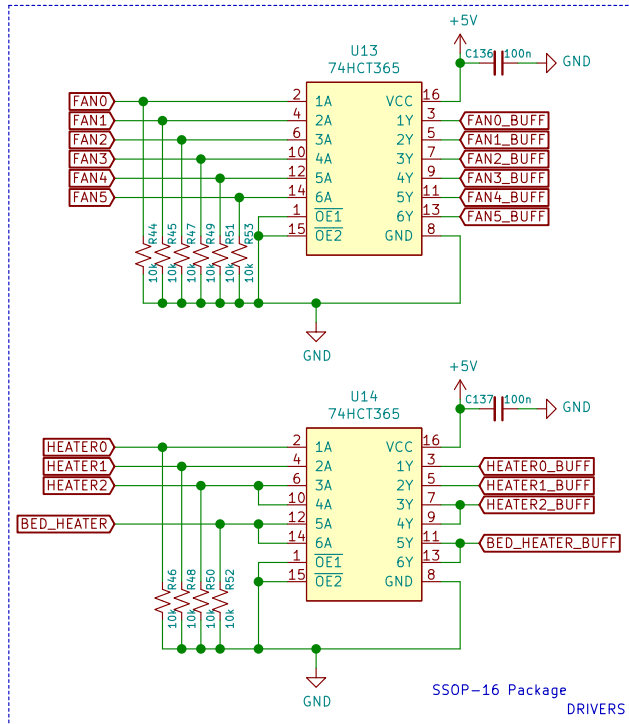 +5V
C136 100n
GND
U13
74HCT365
FAN0 2 1A VCC 16
FAN1 4 2A 1Y 3 FAN0_BUFF
FAN2 6 3A 2Y 5 FAN1_BUFF
FAN3 10 4A 3Y 7 FAN2_BUFF
FAN4 12 5A 4Y 9 FAN3_BUFF
FAN5 14 6A 5Y 11 FAN4_BUFF
1 OE1 6Y 13 FAN5_BUFF
15 OE2 GND 8
R44 R45 R47 R49 R51 R53
10k 10k 10k 10k 10k 10k
GND
+5V
C137 100n
GND
U14
74HCT365
HEATER0 2 1A VCC 16
HEATER1 4 2A 1Y 3 HEATER0_BUFF
HEATER2 6 3A 2Y 5 HEATER1_BUFF
10 4A 3Y 7 HEATER2_BUFF
BED_HEATER 12 5A 4Y 9
14 6A 5Y 11 BED_HEATER_BUFF
1 OE1 6Y 13
15 OE2 GND 8
R46 R48 R50 R52
10k 10k 10k 10k
GND
SSOP-16 Package
DRIVERS